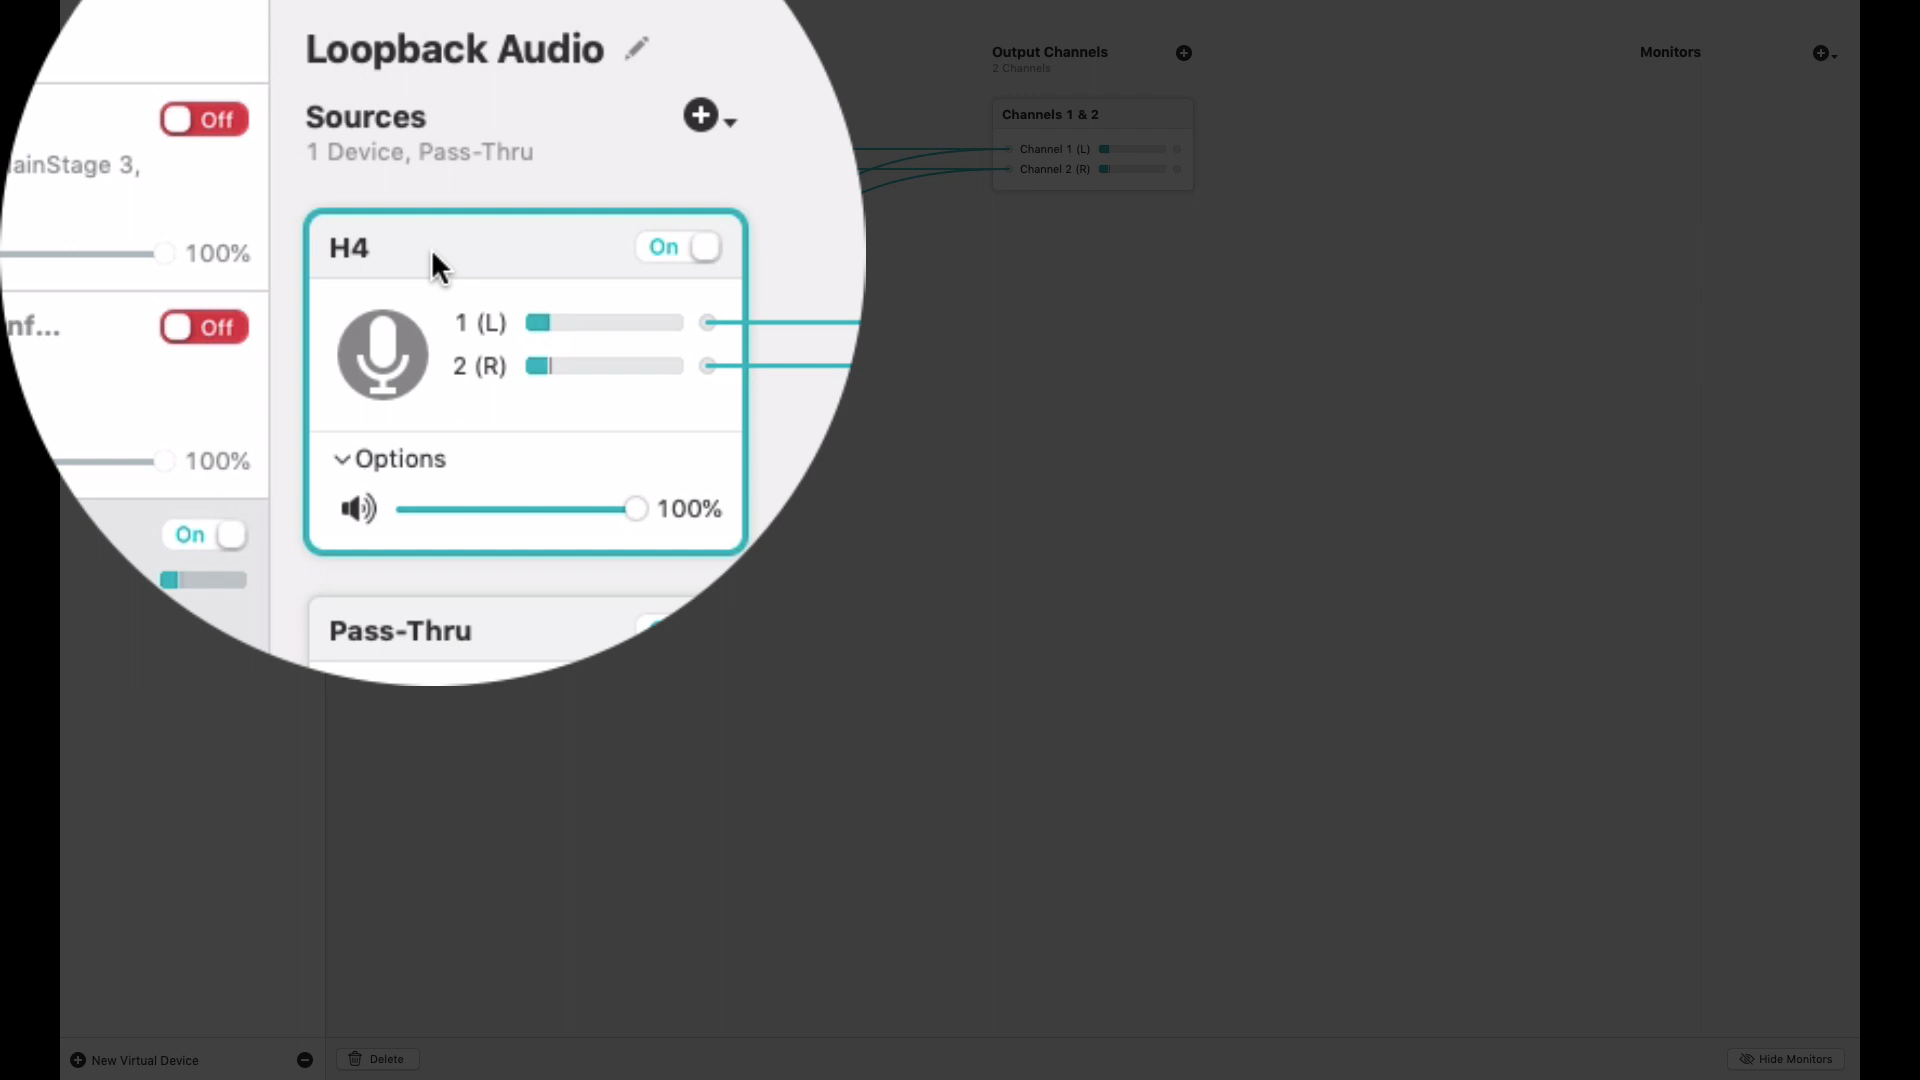 Loopback Audio
Sources
1 Device, Pass-Thru
Off
ainStage 3,
100%
nf...
Off
100%
On
H4
On
1 (L)
2 (R)
Options
100%
Pass-Thru
Output Channels
2 Channels
Channels 1 & 2
Channel 1 (L)
Channel 2 (R)
Monitors
New Virtual Device
Delete
Hide Monitors